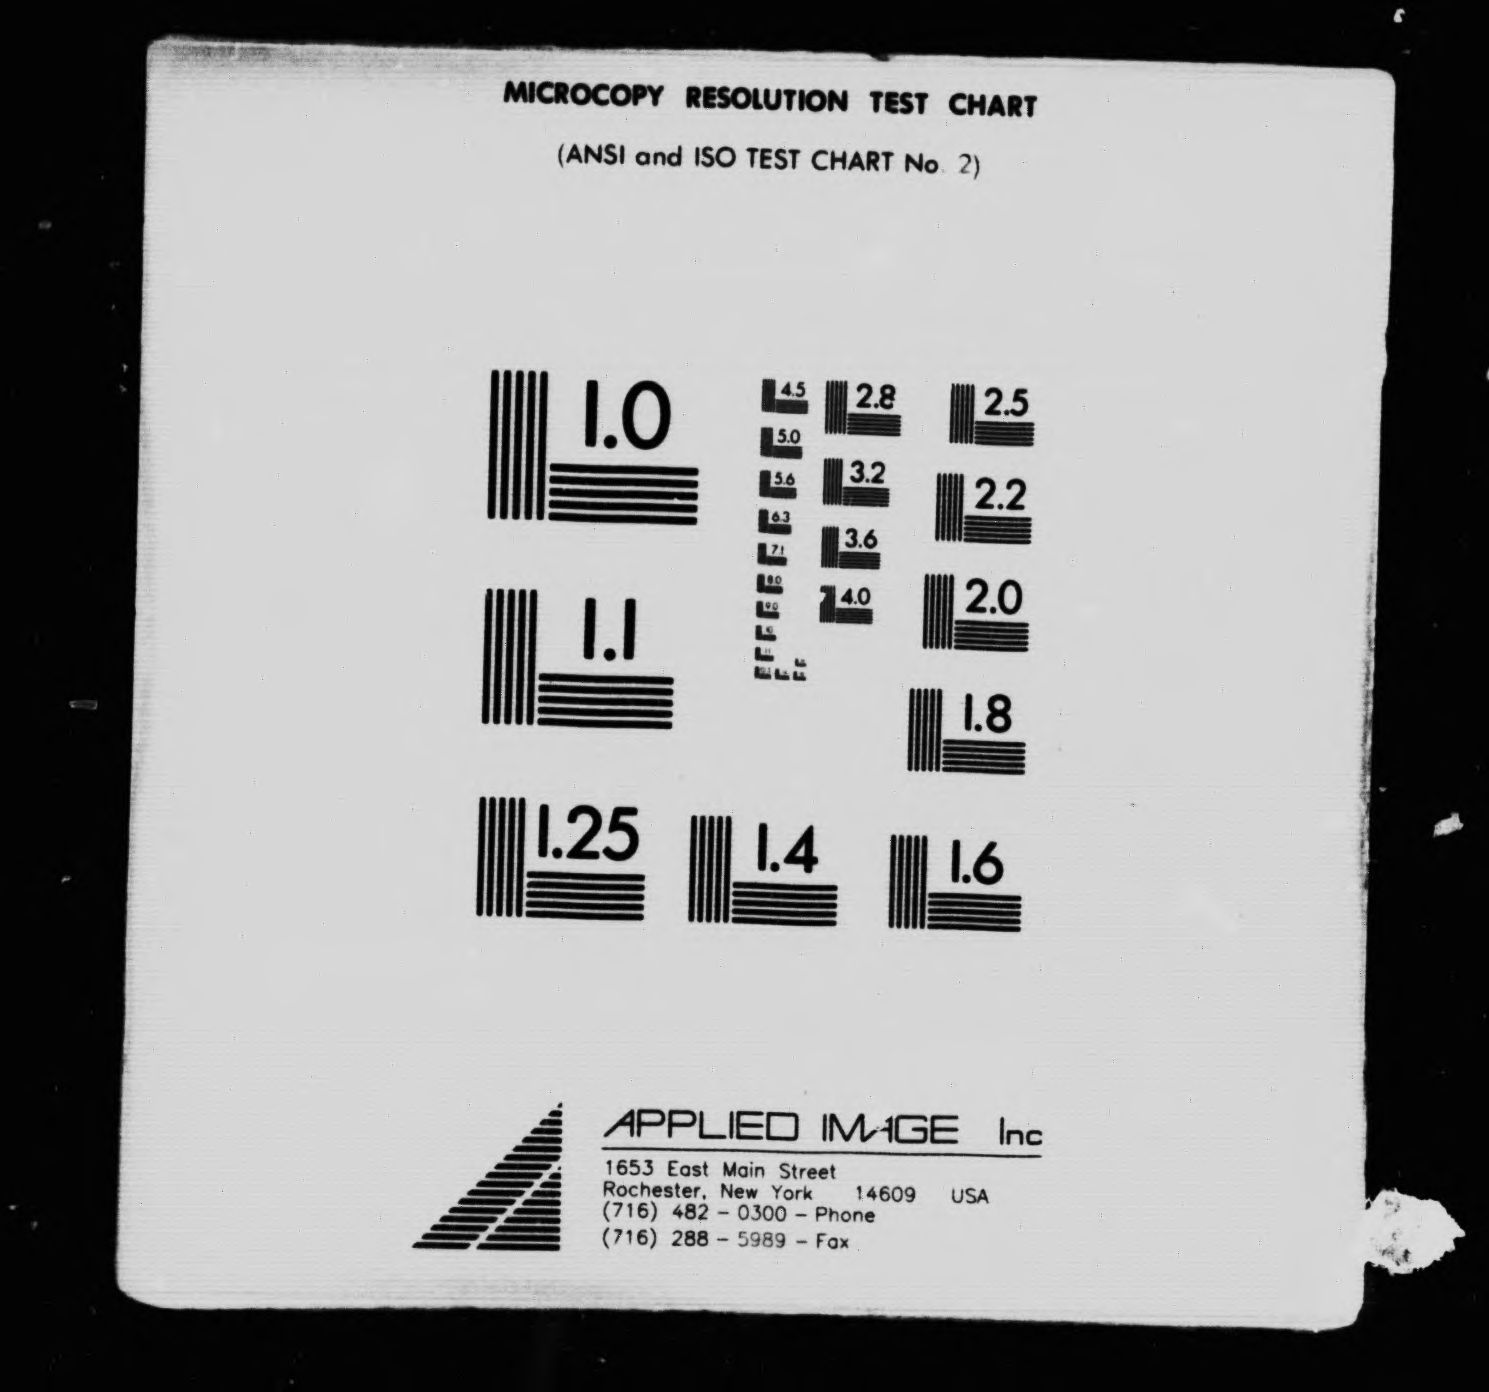 MICROCOPY RESOLUTION TEST CHART
(ANSI and ISO TEST CHART No. 2)
1.0
4.5
2.8
2.5
5.0
5.6
3.2
2.2
6.3
7.1
3.6
8.0
4.0
2.0
9.0
1.1
1.8
1.25
1.4
1.6
APPLIED IMAGE Inc
1653 East Main Street
Rochester, New York 14609 USA
(716) 482 - 0300 - Phone
(716) 288 - 5989 - Fax